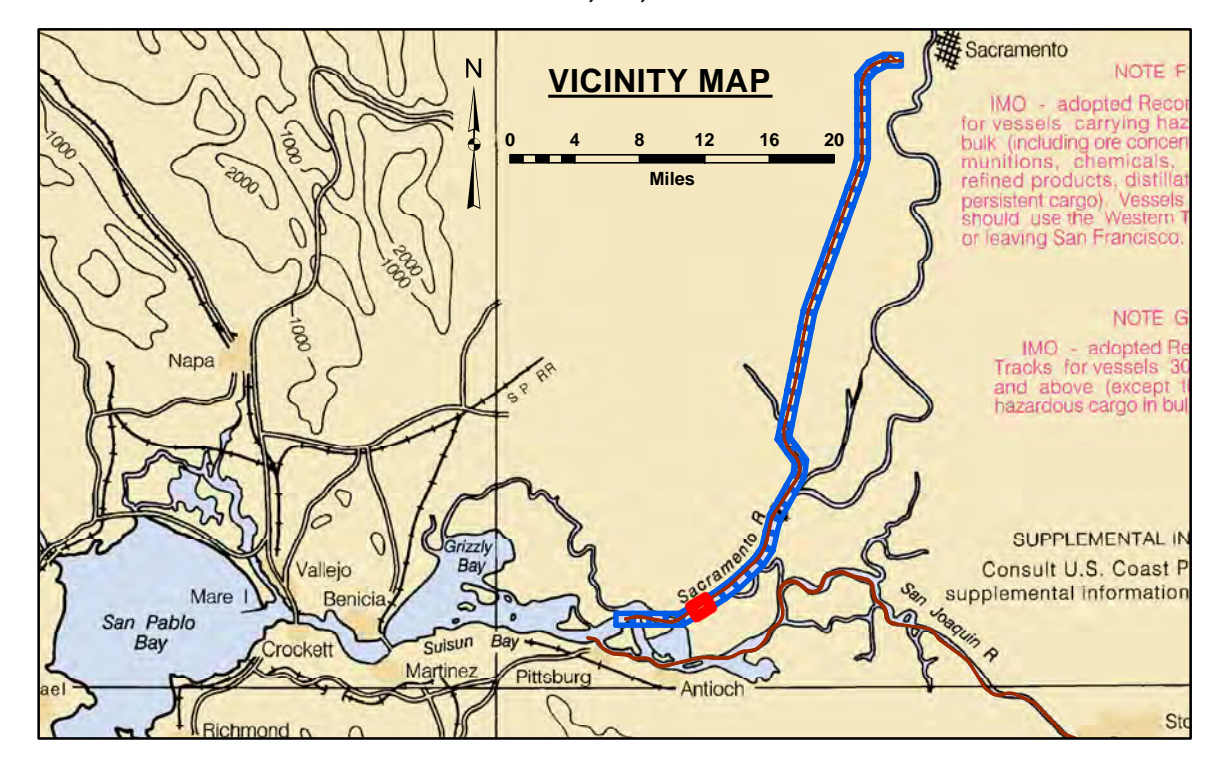 Sacramento
NOTE F
IMO - adopted Recor
for vessels carrying haz
bulk (including ore concen
munitions, chemicals,
refined products, distillat
persistent cargo). Vessels
should use the Western T
or leaving San Francisco.
N
VICINITY MAP
0 4 8 12 16 20
Miles
1000
2000
1000
2000
1000
1000
NOTE G
IMO - adopted Re
Tracks for vessels 30
and above (except 1
hazardous cargo in bul
Napa
S P RR
Sacramento R
SUPPLEMENTAL IN
Consult U.S. Coast P
supplemental information
Grizzly
Bay
Vallejo
Mare I
Benicia
San Pablo
Bay
Crockett
Suisun Bay
Martinez
Pittsburg
Antioch
San Joaquin R
ael
Richmond
Sto